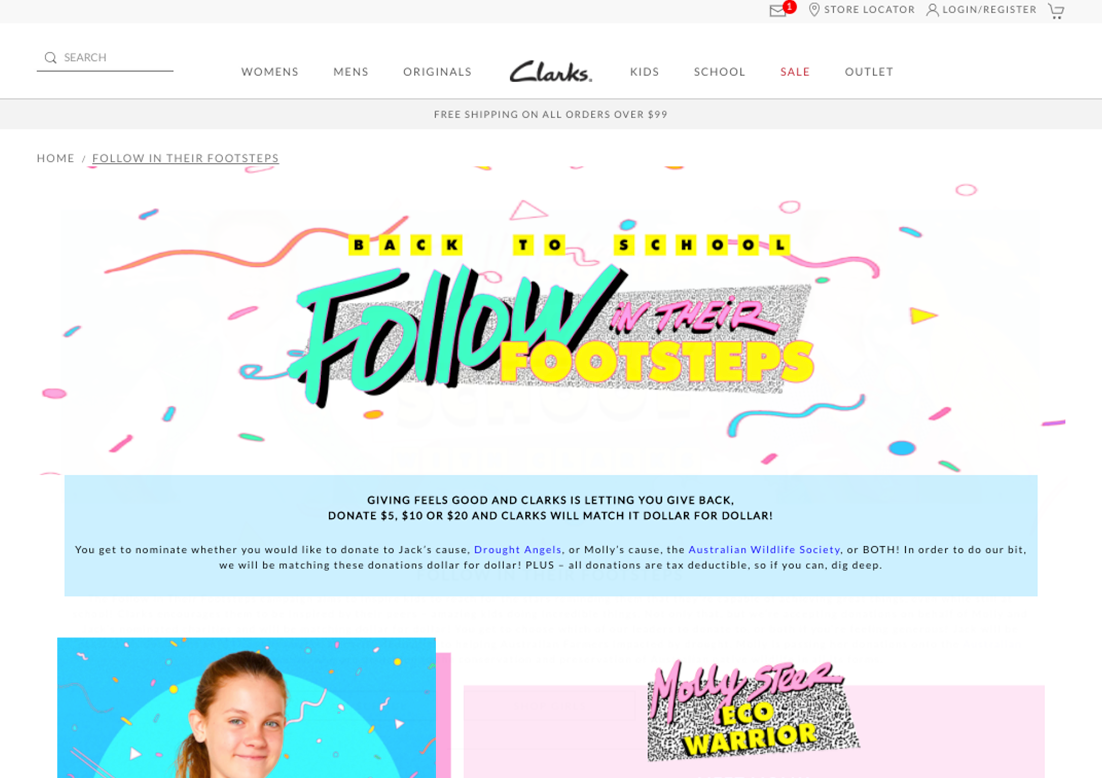 1
STORE LOCATOR
LOGIN/REGISTER
SEARCH
WOMENS
MENS
ORIGINALS
Clarks.
KIDS
SCHOOL
SALE
OUTLET
FREE SHIPPING ON ALL ORDERS OVER $99
HOME / FOLLOW IN THEIR FOOTSTEPS
BACK TO SCHOOL
Follow IN THEIR
FOOTSTEPS
GIVING FEELS GOOD AND CLARKS IS LETTING YOU GIVE BACK,
DONATE $5, $10 OR $20 AND CLARKS WILL MATCH IT DOLLAR FOR DOLLAR!
You get to nominate whether you would like to donate to Jack's cause, Drought Angels, or Molly's cause, the Australian Wildlife Society, or BOTH! In order to do our bit,
we will be matching these donations dollar for dollar! PLUS – all donations are tax deductible, so if you can, dig deep.
Molly Steer
ECO
WARRIOR